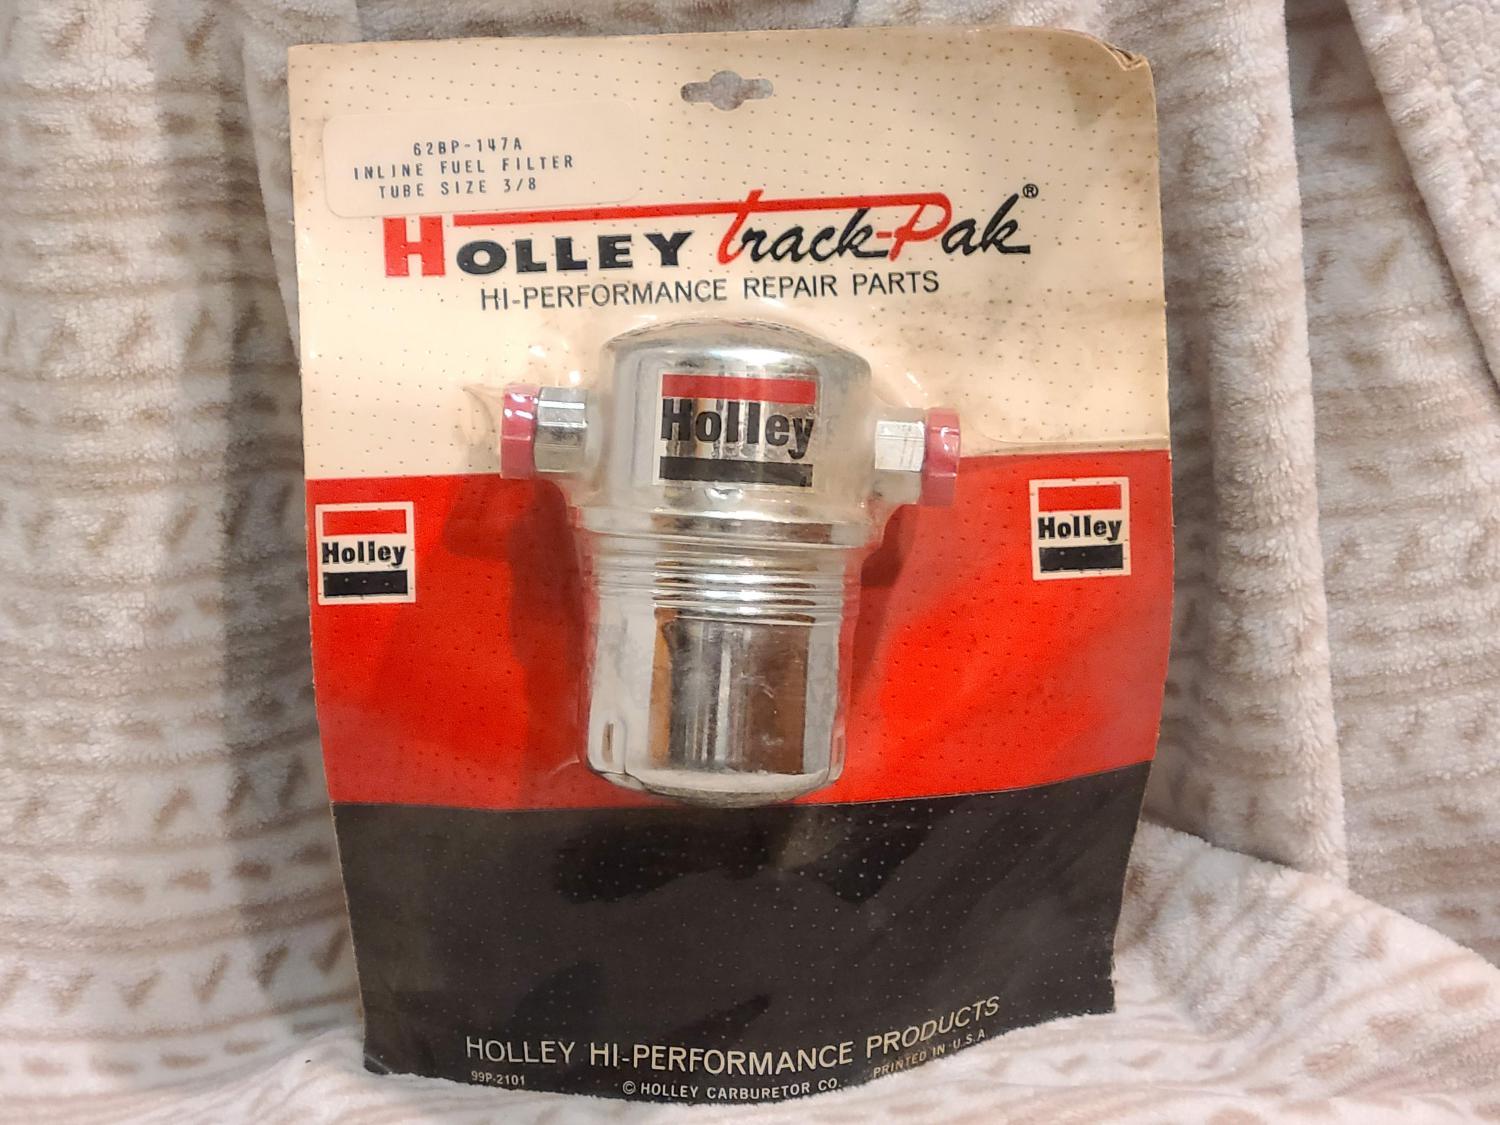 62BP-147A
INLINE FUEL FILTER
TUBE SIZE 3/8
HOLLEY Track-Pak®
HI-PERFORMANCE REPAIR PARTS
Holley
Holley
Holley
HOLLEY HI-PERFORMANCE PRODUCTS
99P-2101
© HOLLEY CARBURETOR CO.
PRINTED IN U.S.A.